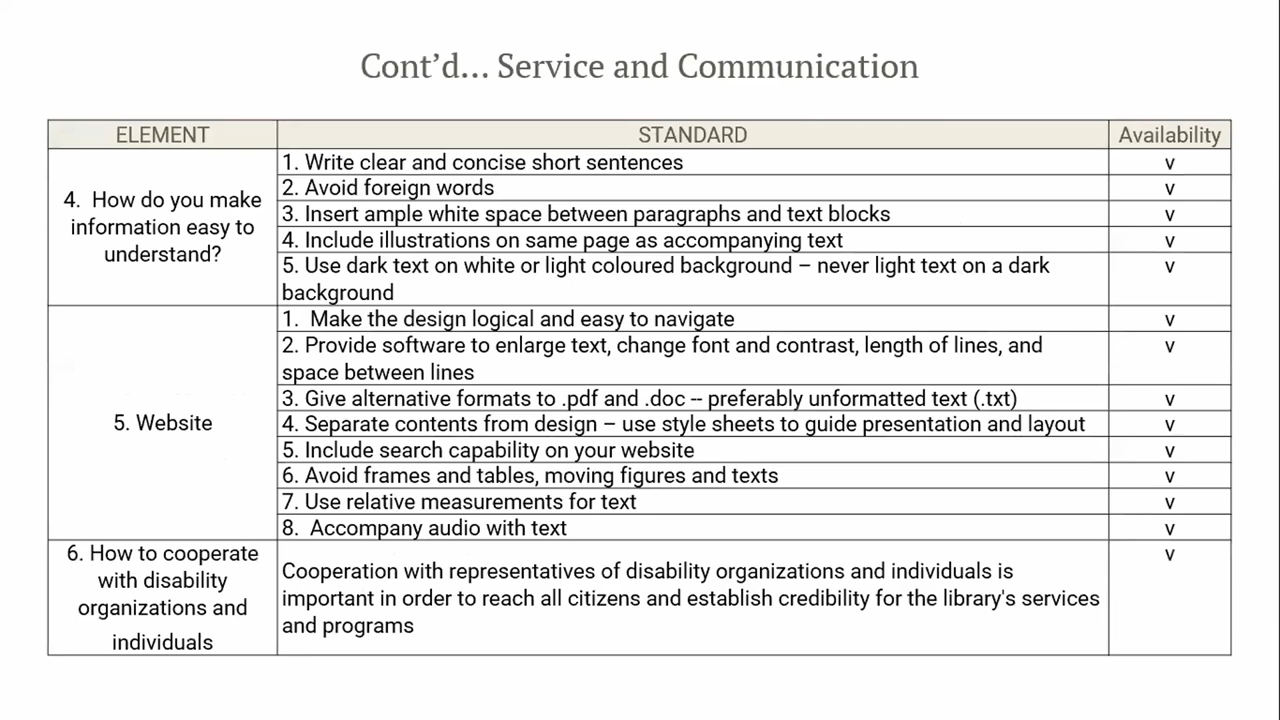 Cont’d... Service and Communication
ELEMENT STANDARD Availability
4. How do you make
information easy to
understand?
1. Write clear and concise short sentences v
2. Avoid foreign words v
3. Insert ample white space between paragraphs and text blocks v
4. Include illustrations on same page as accompanying text v
5. Use dark text on white or light coloured background – never light text on a dark v
background
5. Website
1. Make the design logical and easy to navigate v
2. Provide software to enlarge text, change font and contrast, length of lines, and v
space between lines
3. Give alternative formats to .pdf and .doc -- preferably unformatted text (.txt) v
4. Separate contents from design – use style sheets to guide presentation and layout v
5. Include search capability on your website v
6. Avoid frames and tables, moving figures and texts v
7. Use relative measurements for text v
8. Accompany audio with text v
6. How to cooperate
with disability
organizations and
individuals
Cooperation with representatives of disability organizations and individuals is
important in order to reach all citizens and establish credibility for the library's services
and programs
v